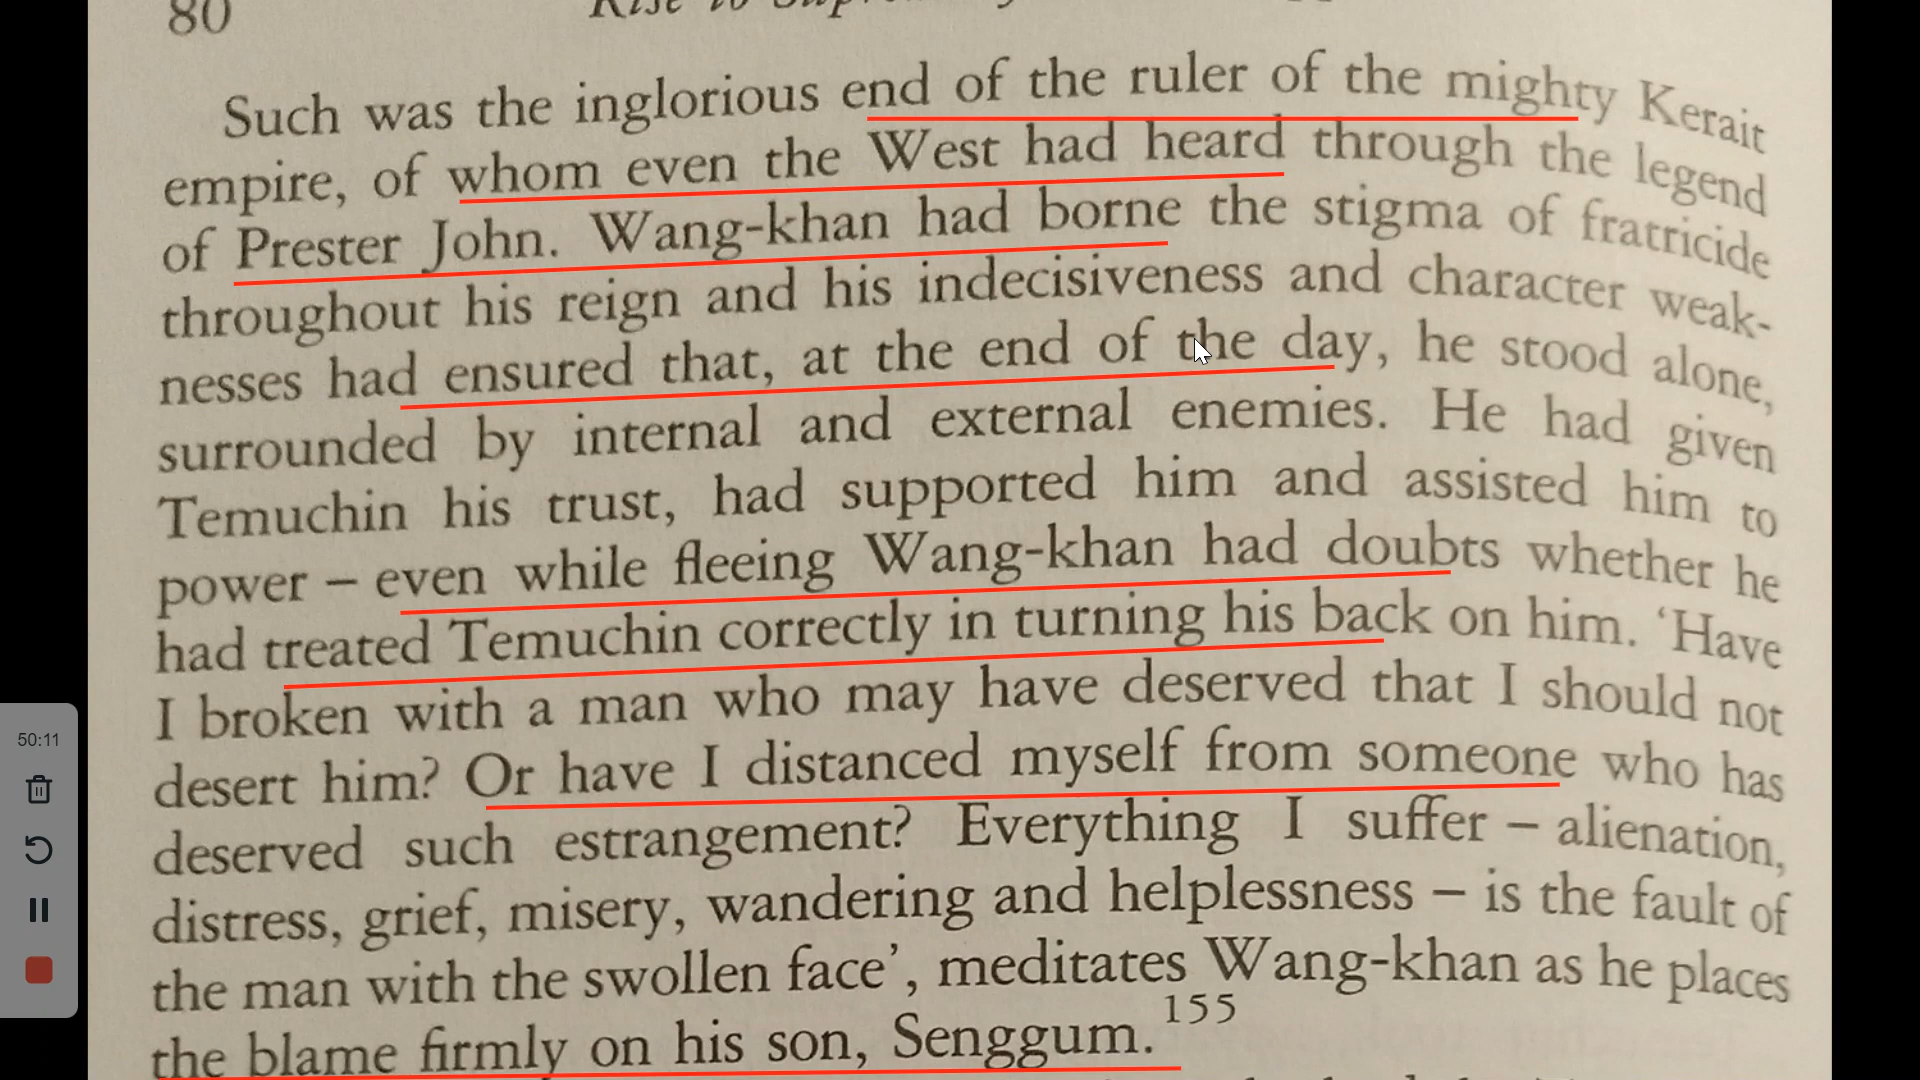 80
Such was the inglorious end of the ruler of the mighty Kerait
empire, of whom even the West had heard through the legend
of Prester John. Wang-khan had borne the stigma of fratricide
throughout his reign and his indecisiveness and character weak-
nesses had ensured that, at the end of the day, he stood alone,
surrounded by internal and external enemies. He had given
Temuchin his trust, had supported him and assisted him to
power – even while fleeing Wang-khan had doubts whether he
had treated Temuchin correctly in turning his back on him. ‘Have
I broken with a man who may have deserved that I should not
desert him? Or have I distanced myself from someone who has
deserved such estrangement? Everything I suffer – alienation,
distress, grief, misery, wandering and helplessness – is the fault of
the man with the swollen face’, meditates Wang-khan as he places
the blame firmly on his son, Senggum.155
50:11